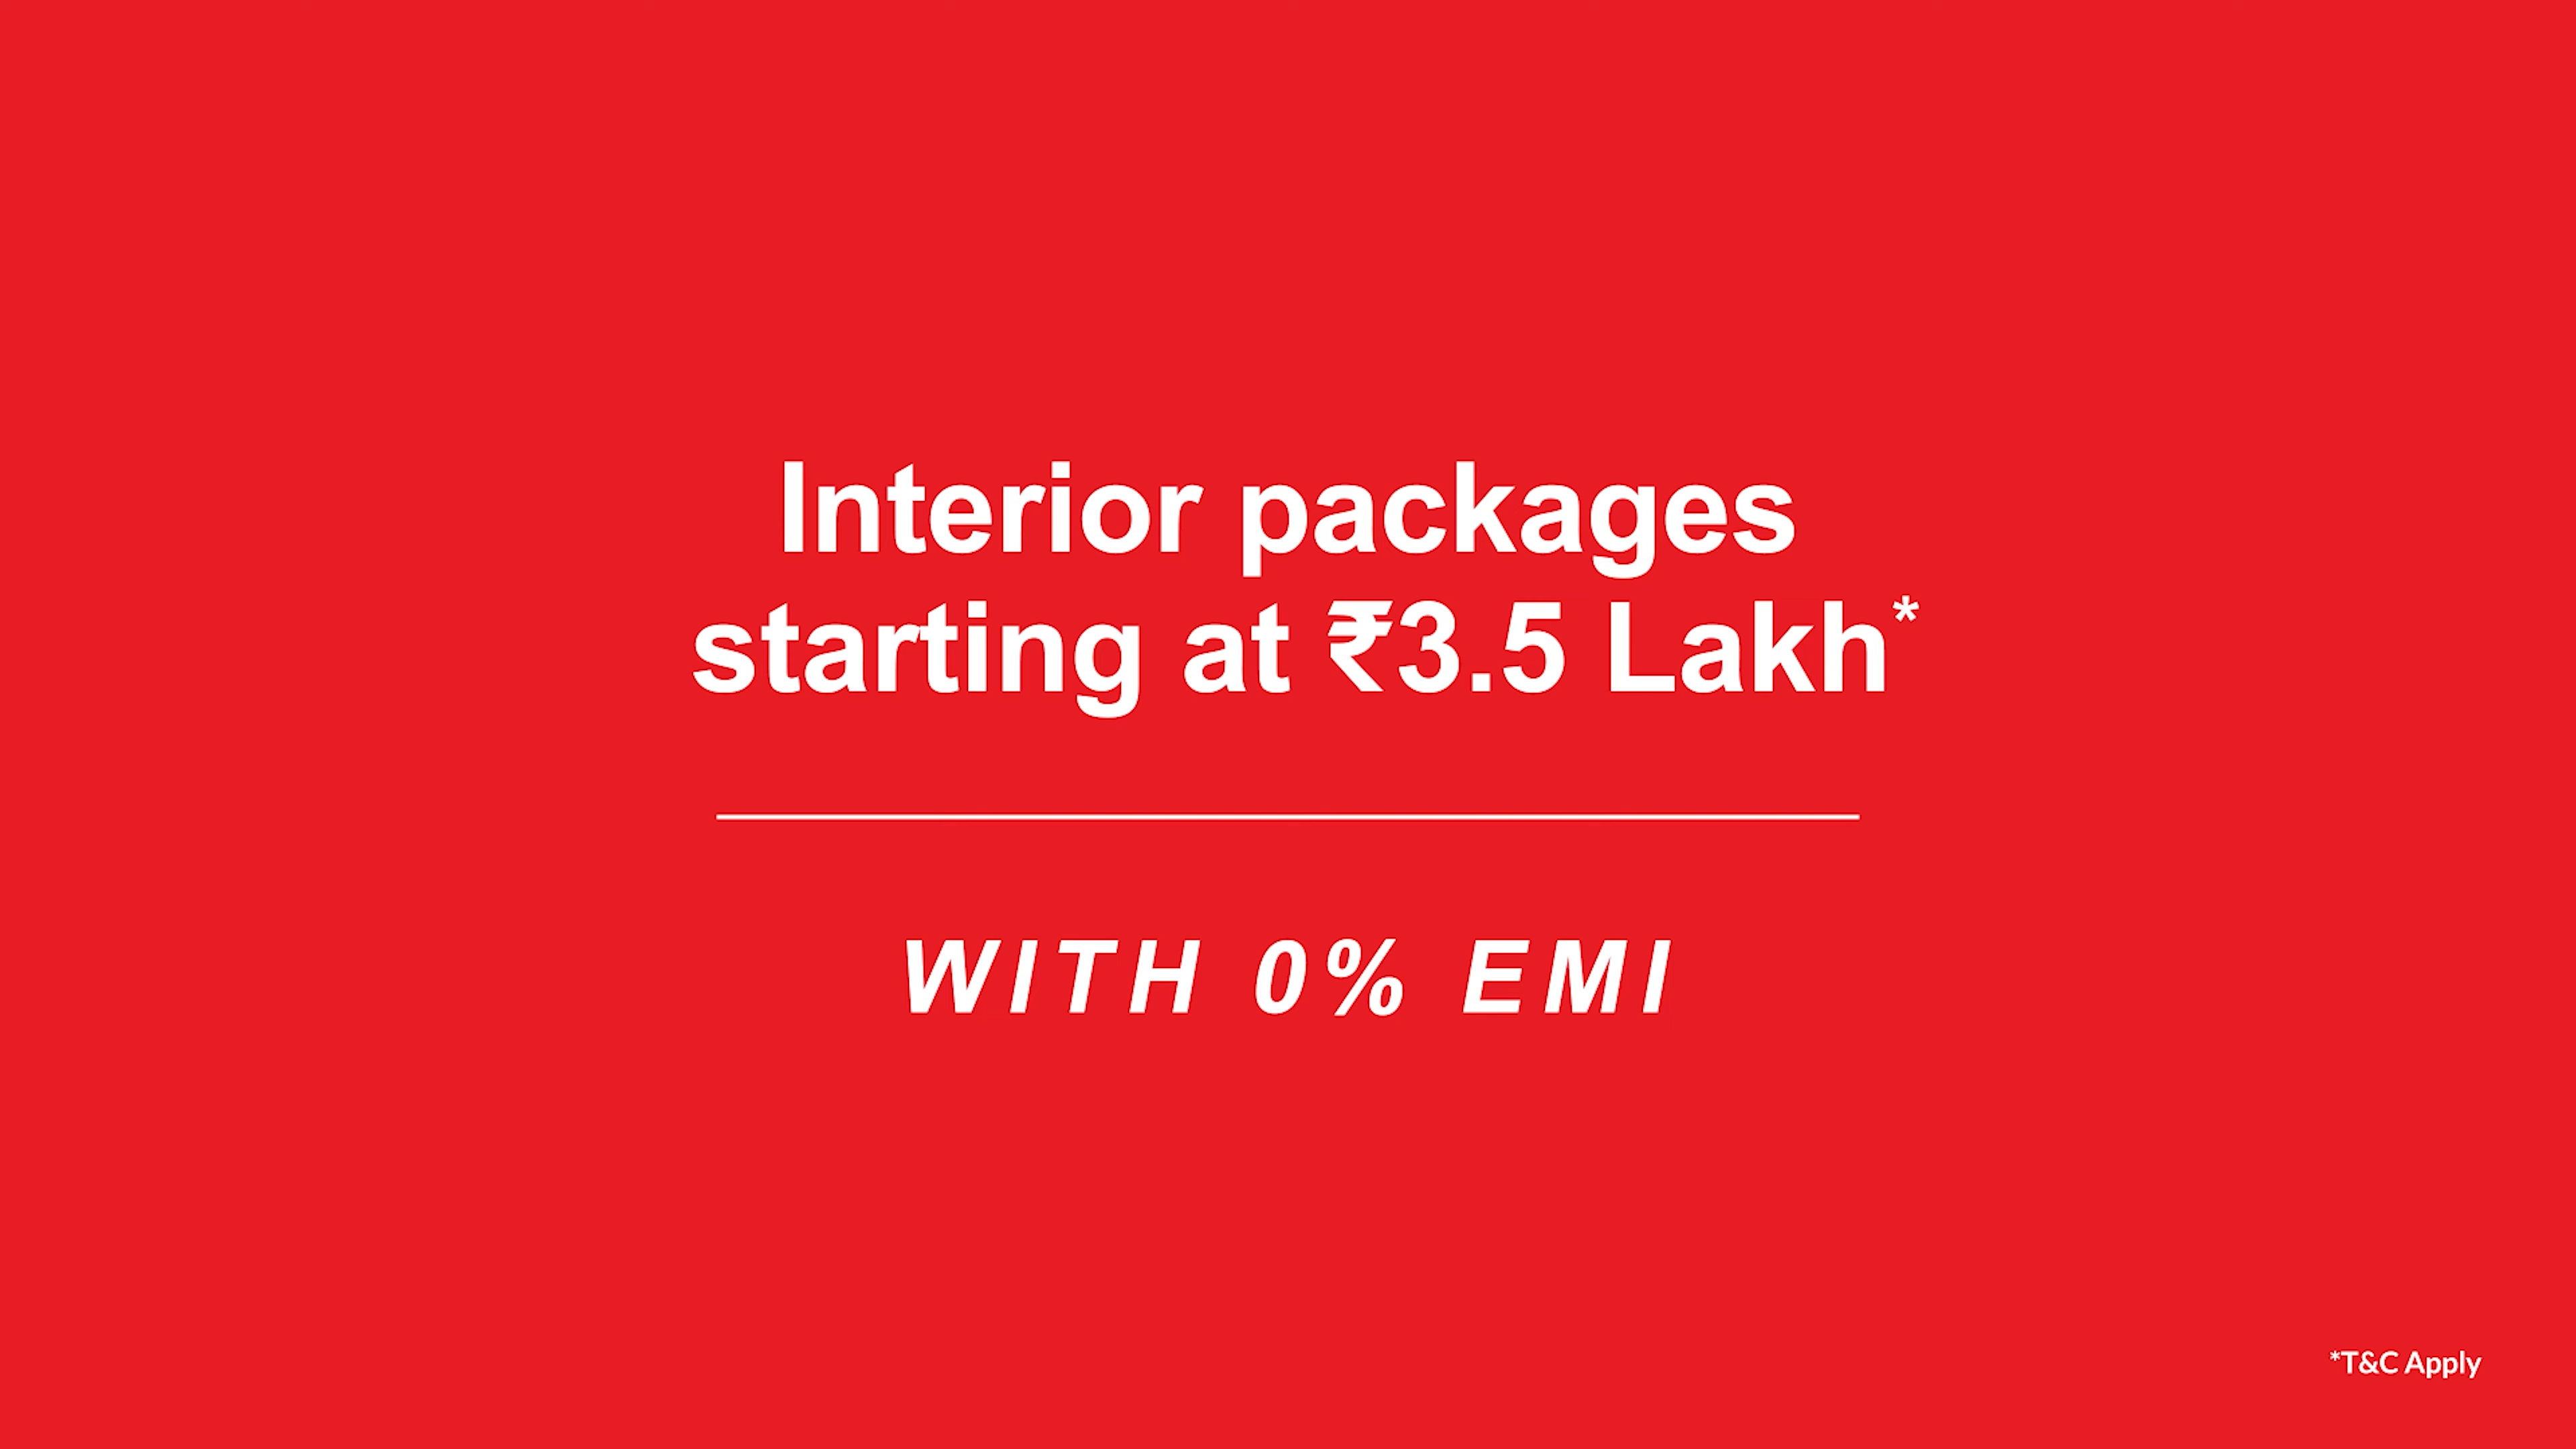 Interior packages
starting at ₹3.5 Lakh*
WITH 0% EMI
*T&C Apply